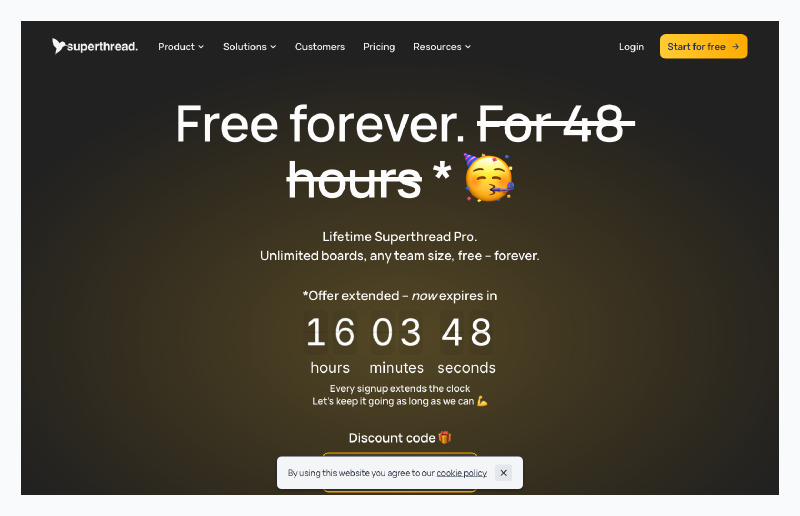 superthread.
Product Solutions Customers Pricing Resources
Login
Start for free →
Free forever. For 48
hours * 🥳
Lifetime Superthread Pro.
Unlimited boards, any team size, free – forever.
*Offer extended – now expires in
16 03 48
hours minutes seconds
Every signup extends the clock
Let's keep it going as long as we can 💪
Discount code 🎁
By using this website you agree to our cookie policy